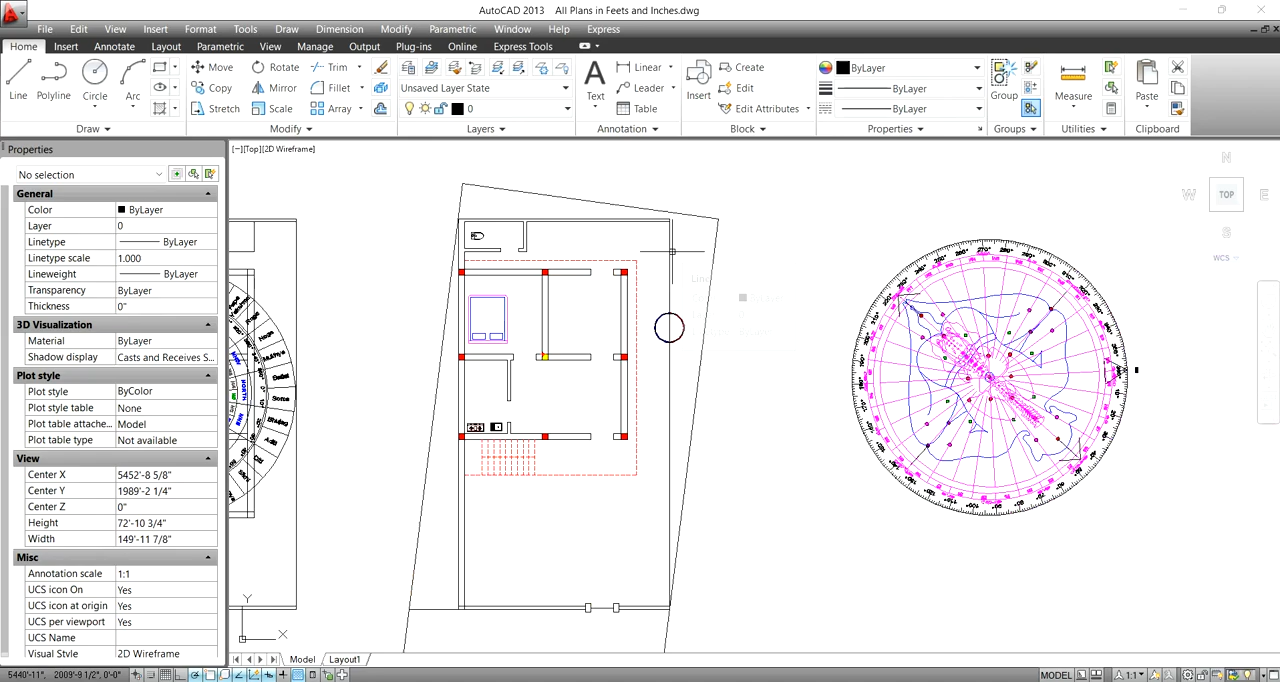 AutoCAD 2013 All Plans in Feets and Inches.dwg
File Edit View Insert Format Tools Draw Dimension Modify Parametric Window Help Express
Home Insert Annotate Layout Parametric View Manage Output Plug-ins Online Express Tools
Line Polyline Circle Arc
Move Rotate Trim
Copy Mirror Fillet
Stretch Scale Array
Unsaved Layer State
0
Text
Linear
Leader
Table
Insert
Create
Edit
Edit Attributes
ByLayer
ByLayer
ByLayer
Group
Measure
Paste
Draw Modify Layers Annotation Block Properties Groups Utilities Clipboard
Properties
[−][Top][2D Wireframe]
No selection
General
Color ByLayer
Layer 0
Linetype ByLayer
Linetype scale 1.000
Lineweight ByLayer
Transparency ByLayer
Thickness 0"
3D Visualization
Material ByLayer
Shadow display Casts and Receives S...
Plot style
Plot style ByColor
Plot style table None
Plot table attache... Model
Plot table type Not available
View
Center X 5452'-8 5/8"
Center Y 1989'-2 1/4"
Center Z 0"
Height 72'-10 3/4"
Width 149'-11 7/8"
Misc
Annotation scale 1:1
UCS icon On Yes
UCS icon at origin Yes
UCS per viewport Yes
UCS Name
Visual Style 2D Wireframe
N
W TOP E
S
WCS
NORTH
Y
X
Model Layout1
5440'-11", 2009'-9 1/2", 0'-0"
MODEL
1:1